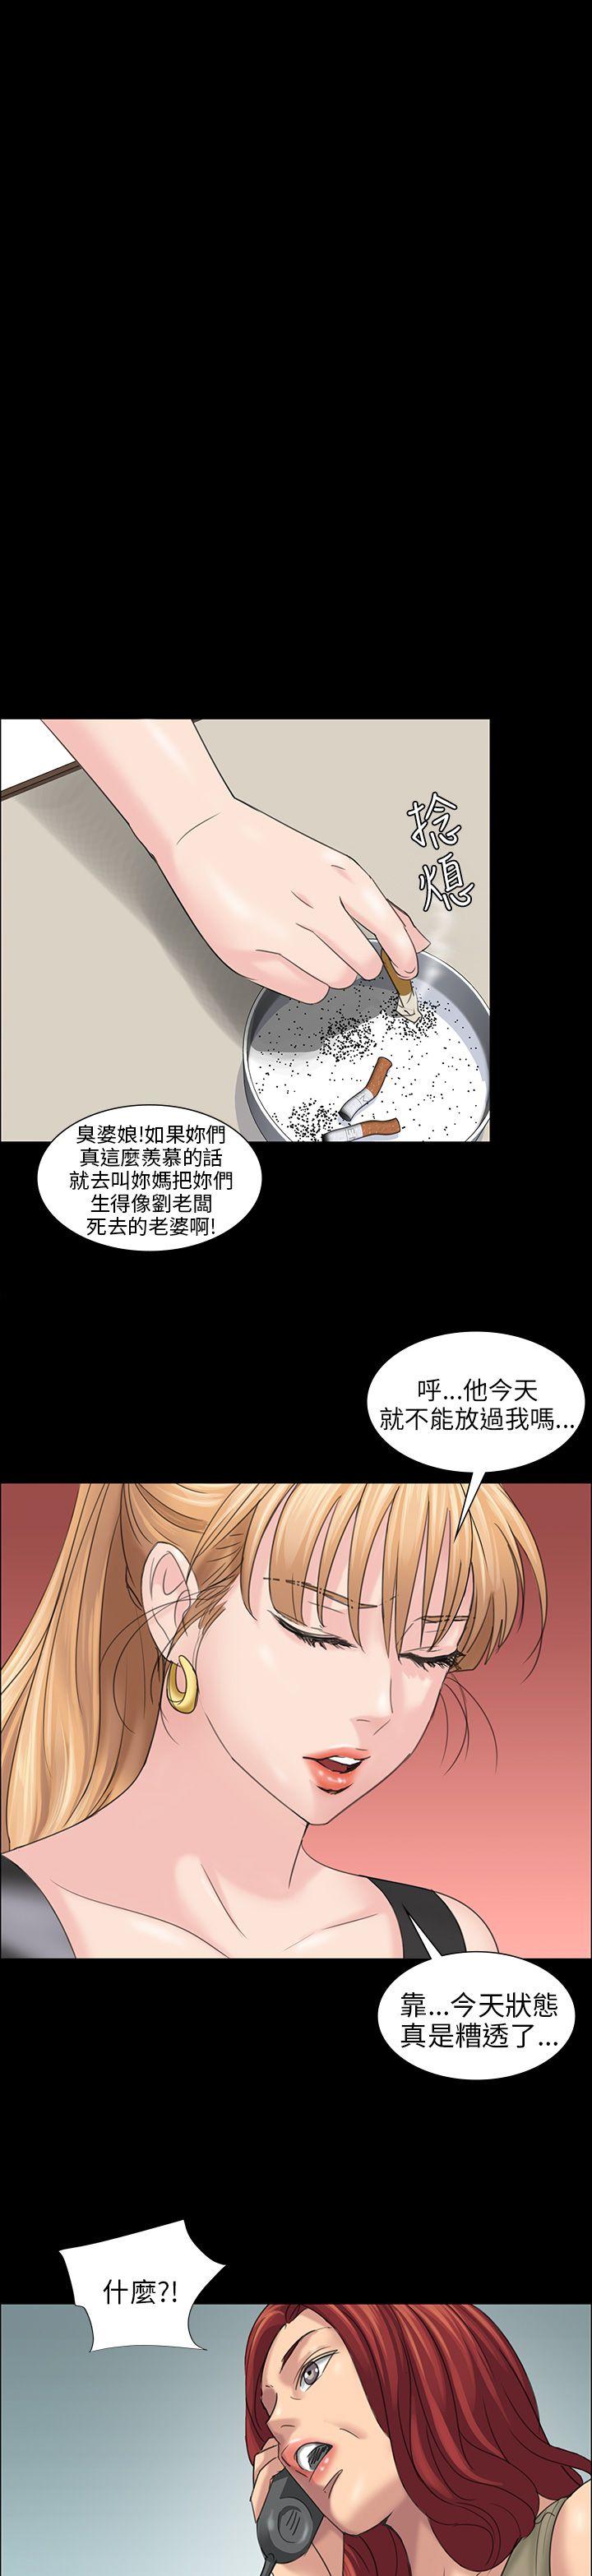 捻
熄
臭婆娘!如果妳們
真這麼羨慕的話
就去叫妳媽把妳們
生得像劉老闆
死去的老婆啊!
呼...他今天
就不能放過我嗎...
靠...今天狀態
真是糟透了...
什麼?!